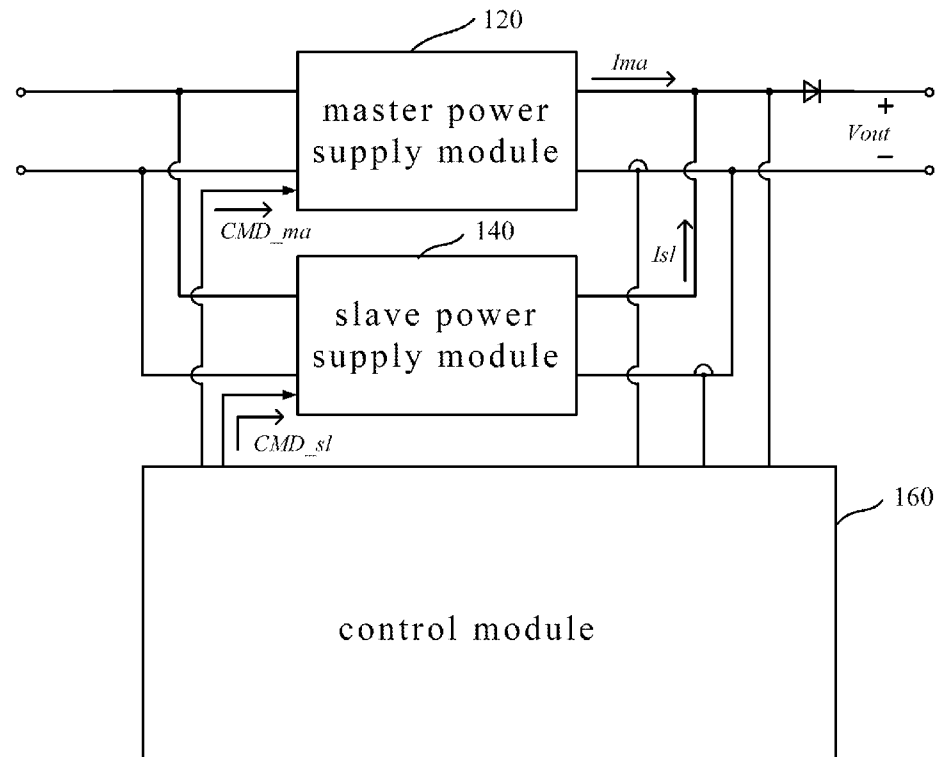 120
Ima
master power
supply module
+
Vout
−
CMD_ma
140
Isl
slave power
supply module
CMD_sl
160
control module